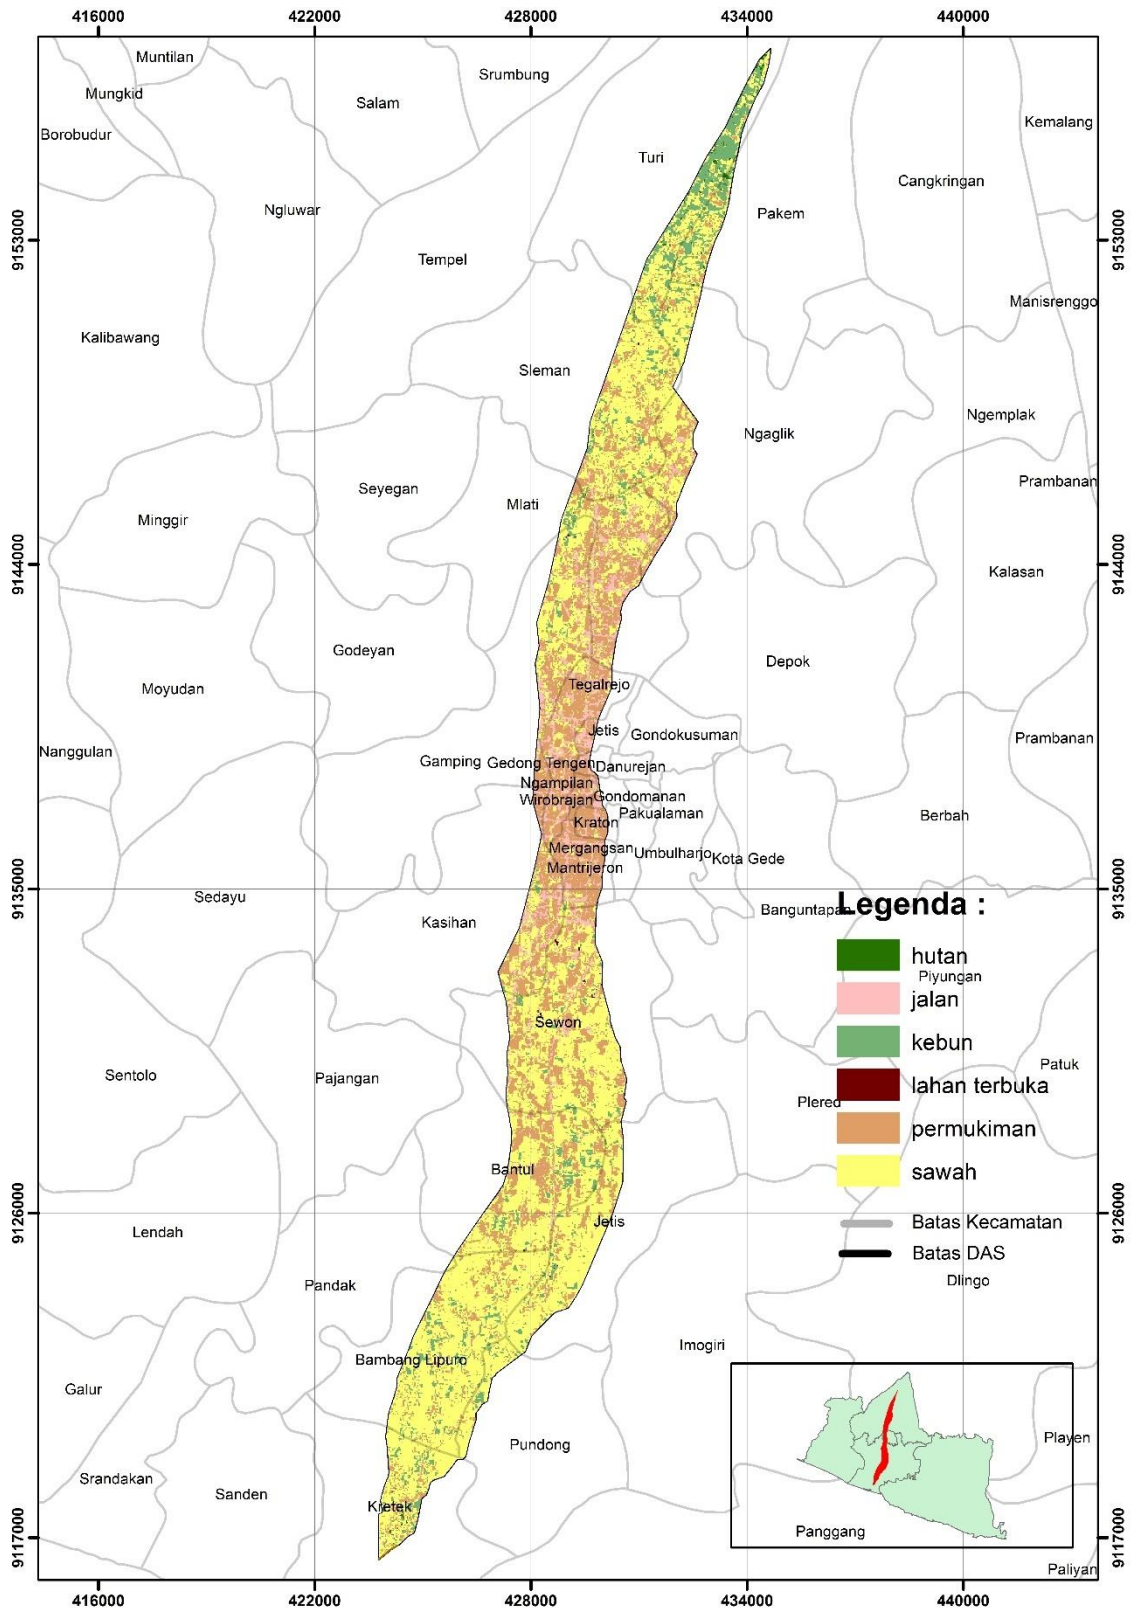 416000 422000 428000 434000 440000
Muntilan
Srumbung
Mungkid
Salam
Kemalang
Borobudur
Turi
Cangkringan
Ngluwar
Pakem
9153000 9153000
Tempel
Manisrenggo
Kalibawang
Sleman
Ngemplak
Ngaglik
Prambanan
Seyegan
Mlati
Minggir
9144000 9144000
Kalasan
Godeyan
Depok
Tegalrejo
Moyudan
Jetis
Gondokusuman
Prambanan
Nanggulan
Gamping
Gedong Tengen
Danurejan
Ngampilan
Wirobrajan
Gondomanan
Pakualaman
Berbah
Kraton
Mergangsan
Umbulharjo
Kota Gede
Mantrijeron
9135000 9135000
Sedayu
Kasihan
Banguntapan
Legenda :
hutan
Piyungan
jalan
Sewon
kebun
Patuk
Sentolo
Pajangan
lahan terbuka
Plered
permukiman
Bantul
sawah
9126000 9126000
Jetis
Batas Kecamatan
Lendah
Batas DAS
Dlingo
Pandak
Imogiri
Bambang Lipuro
Galur
Playen
Pundong
Srandakan
Sanden
Kretek
Panggang
9117000 9117000
Paliyan
416000 422000 428000 434000 440000